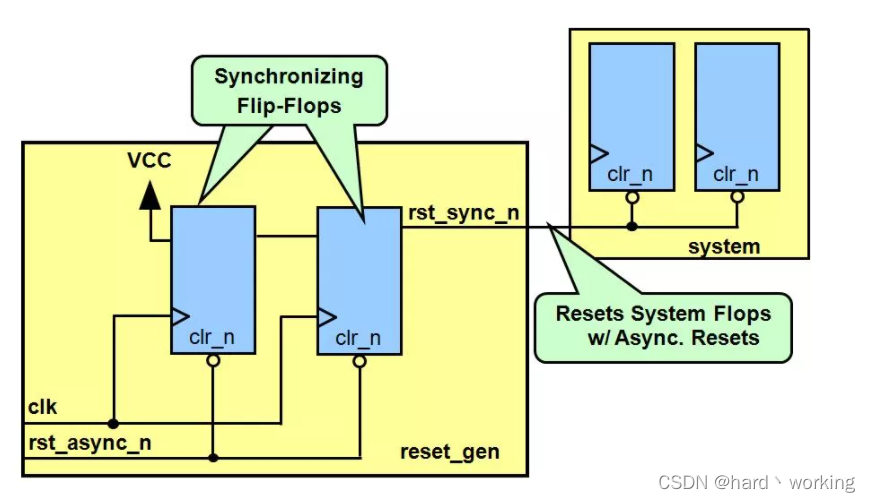 Synchronizing
Flip-Flops
VCC
clr_n
clr_n
rst_sync_n
system
Resets System Flops
w/ Async. Resets
clr_n
clr_n
clk
rst_async_n
reset_gen
CSDN @hard丶working